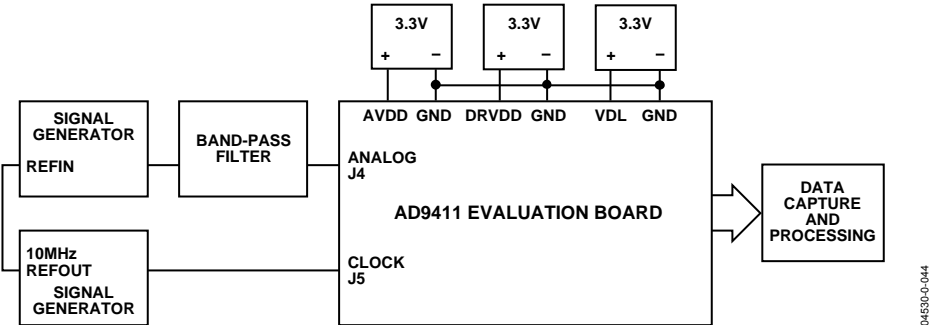 3.3V
+ −
3.3V
+ −
3.3V
+ −
AVDD GND DRVDD GND VDL GND
SIGNAL
GENERATOR
REFIN
BAND-PASS
FILTER
ANALOG
J4
AD9411 EVALUATION BOARD
DATA
CAPTURE
AND
PROCESSING
10MHz
REFOUT
SIGNAL
GENERATOR
CLOCK
J5
04530-0-044